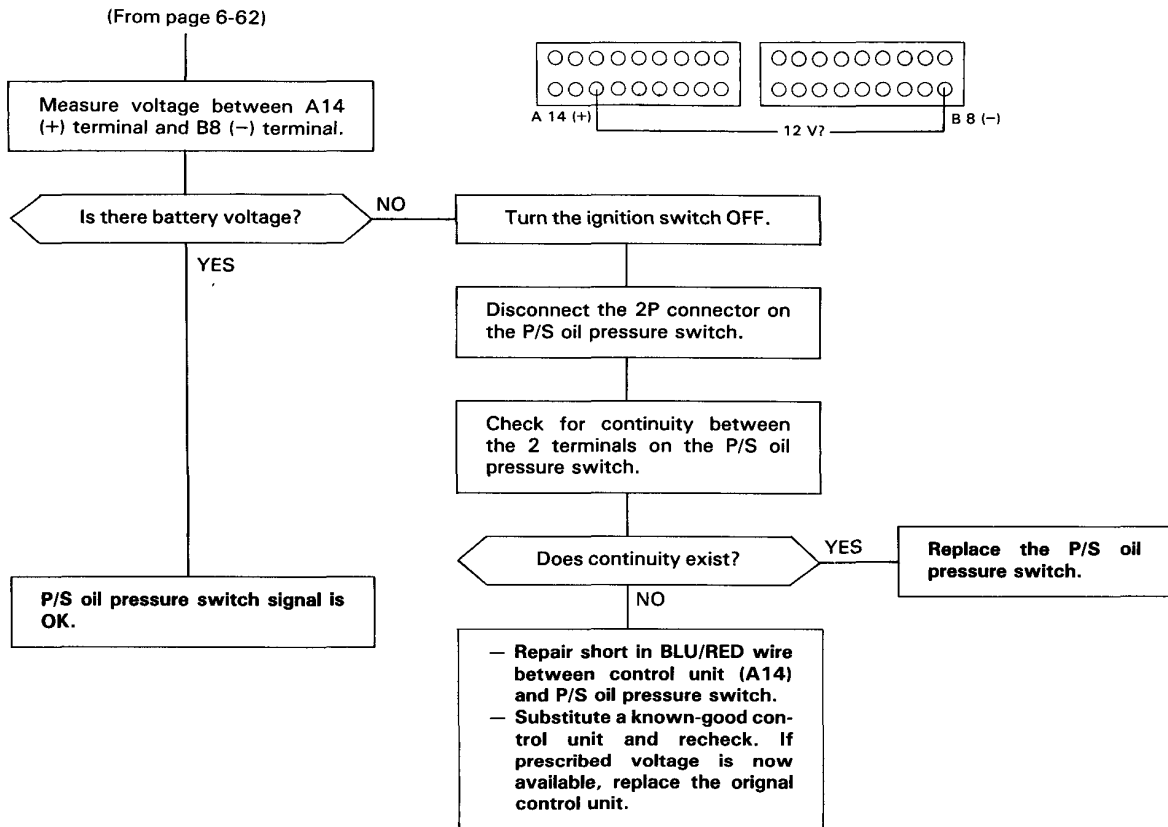 (From page 6-62)
Measure voltage between A14
(+) terminal and B8 (−) terminal.
A 14 (+)
12 V?
B 8 (−)
Is there battery voltage?
NO
Turn the ignition switch OFF.
YES
Disconnect the 2P connector on
the P/S oil pressure switch.
Check for continuity between
the 2 terminals on the P/S oil
pressure switch.
Does continuity exist?
YES
Replace the P/S oil
pressure switch.
NO
P/S oil pressure switch signal is
OK.
— Repair short in BLU/RED wire
between control unit (A14)
and P/S oil pressure switch.
— Substitute a known-good con-
trol unit and recheck. If
prescribed voltage is now
available, replace the orignal
control unit.